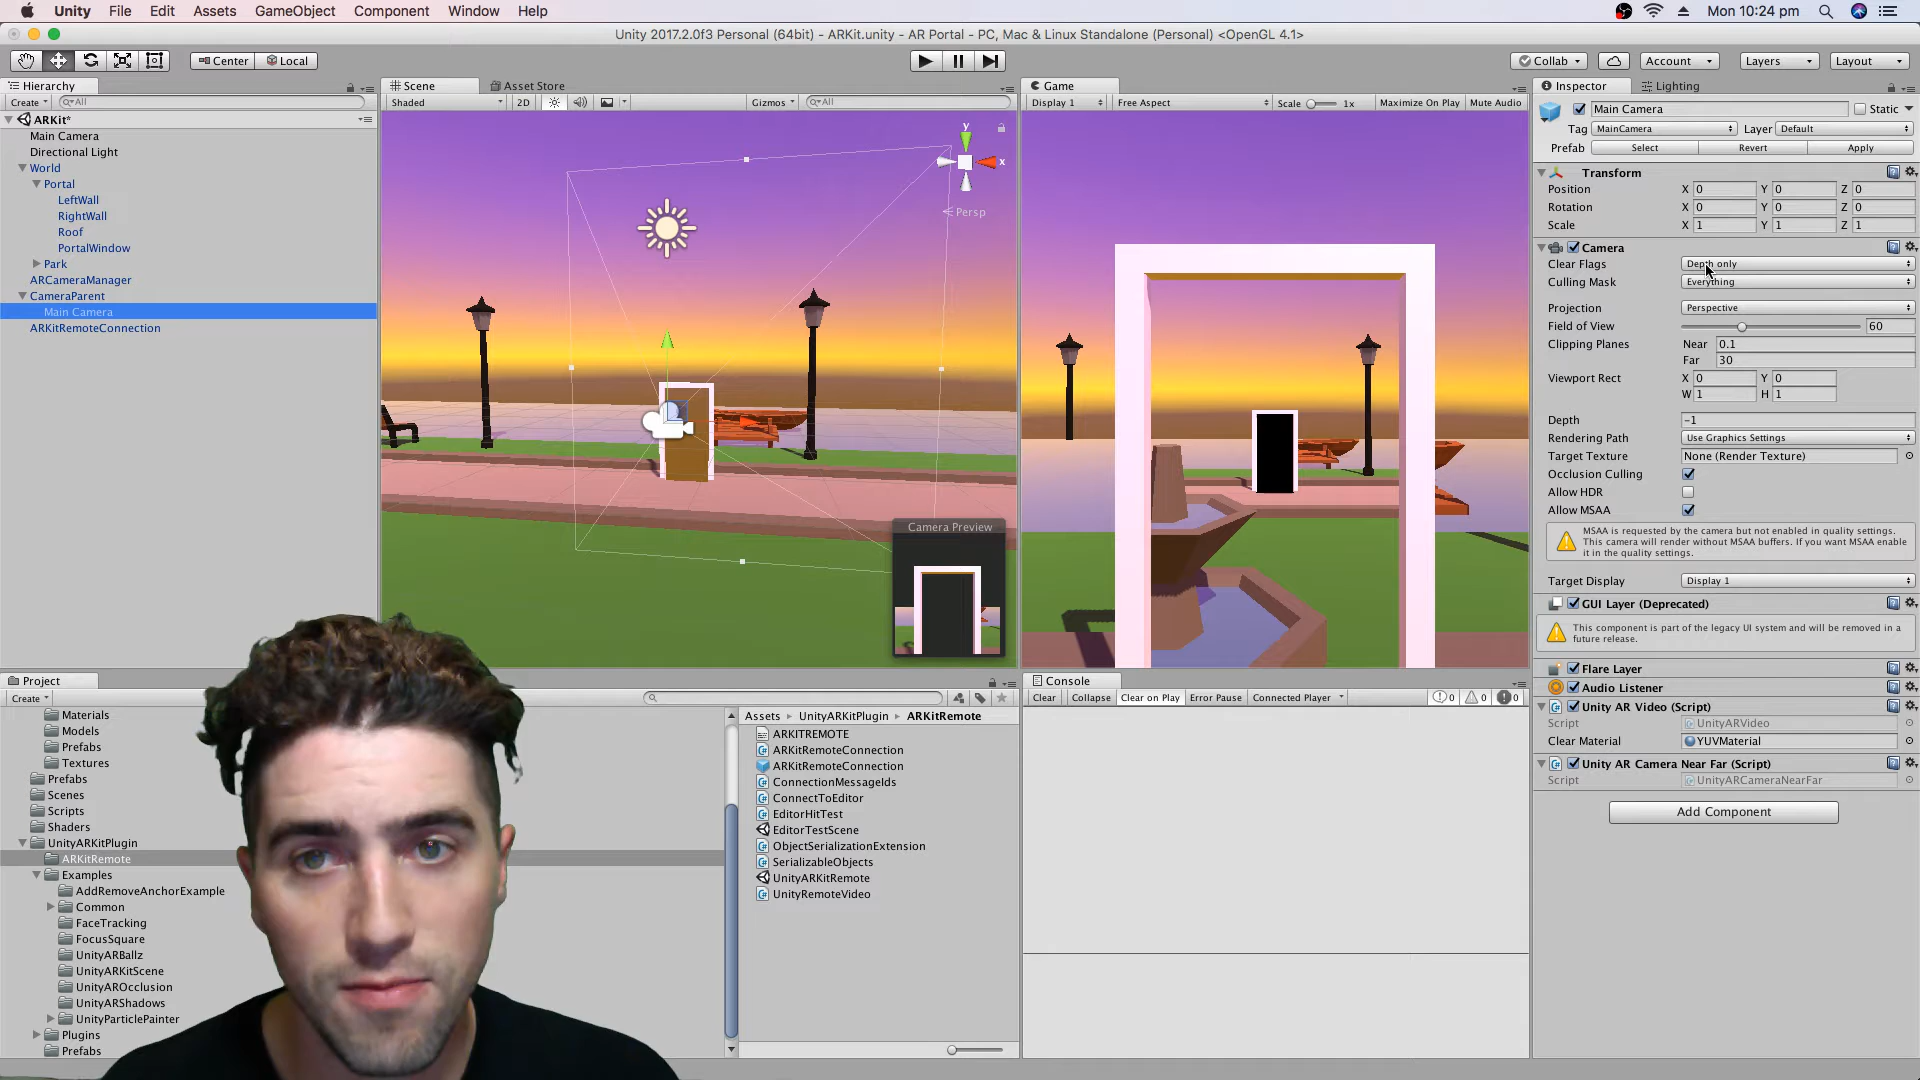 Unity File Edit Assets GameObject Component Window Help Mon 10:24 pm
Unity 2017.2.0f3 Personal (64bit) - ARKit.unity - AR Portal - PC, Mac & Linux Standalone (Personal) <OpenGL 4.1>
Center Local Collab Account Layers Layout
Hierarchy
Create All
ARKit*
Main Camera
Directional Light
World
Portal
LeftWall
RightWall
Roof
PortalWindow
Park
ARCameraManager
CameraParent
Main Camera
ARKitRemoteConnection
Scene Asset Store
Shaded 2D Gizmos All
y
x
Persp
Camera Preview
Game
Display 1 Free Aspect Scale 1x Maximize On Play Mute Audio
Inspector Lighting
Main Camera Static
Tag MainCamera Layer Default
Prefab Select Revert Apply
Transform
Position X 0 Y 0 Z 0
Rotation X 0 Y 0 Z 0
Scale X 1 Y 1 Z 1
Camera
Clear Flags Depth only
Culling Mask Everything
Projection Perspective
Field of View 60
Clipping Planes Near 0.1
Far 30
Viewport Rect X 0 Y 0
W 1 H 1
Depth -1
Rendering Path Use Graphics Settings
Target Texture None (Render Texture)
Occlusion Culling
Allow HDR
Allow MSAA
MSAA is requested by the camera but not enabled in quality settings.
This camera will render without MSAA buffers. If you want MSAA enable
it in the quality settings.
Target Display Display 1
GUI Layer (Deprecated)
This component is part of the legacy UI system and will be removed in a
future release.
Flare Layer
Audio Listener
Unity AR Video (Script)
Script UnityARVideo
Clear Material YUVMaterial
Unity AR Camera Near Far (Script)
Script UnityARCameraNearFar
Add Component
Project
Create
Materials
Models
Prefabs
Textures
Prefabs
Scenes
Scripts
Shaders
UnityARKitPlugin
ARKitRemote
Examples
AddRemoveAnchorExample
Common
FaceTracking
FocusSquare
UnityARBallz
UnityARKitScene
UnityAROcclusion
UnityARShadows
UnityParticlePainter
Plugins
Prefabs
Assets UnityARKitPlugin ARKitRemote
ARKITREMOTE
ARKitRemoteConnection
ARKitRemoteConnection
ConnectionMessageIds
ConnectToEditor
EditorHitTest
EditorTestScene
ObjectSerializationExtension
SerializableObjects
UnityARKitRemote
UnityRemoteVideo
Console
Clear Collapse Clear on Play Error Pause Connected Player 0 0 0